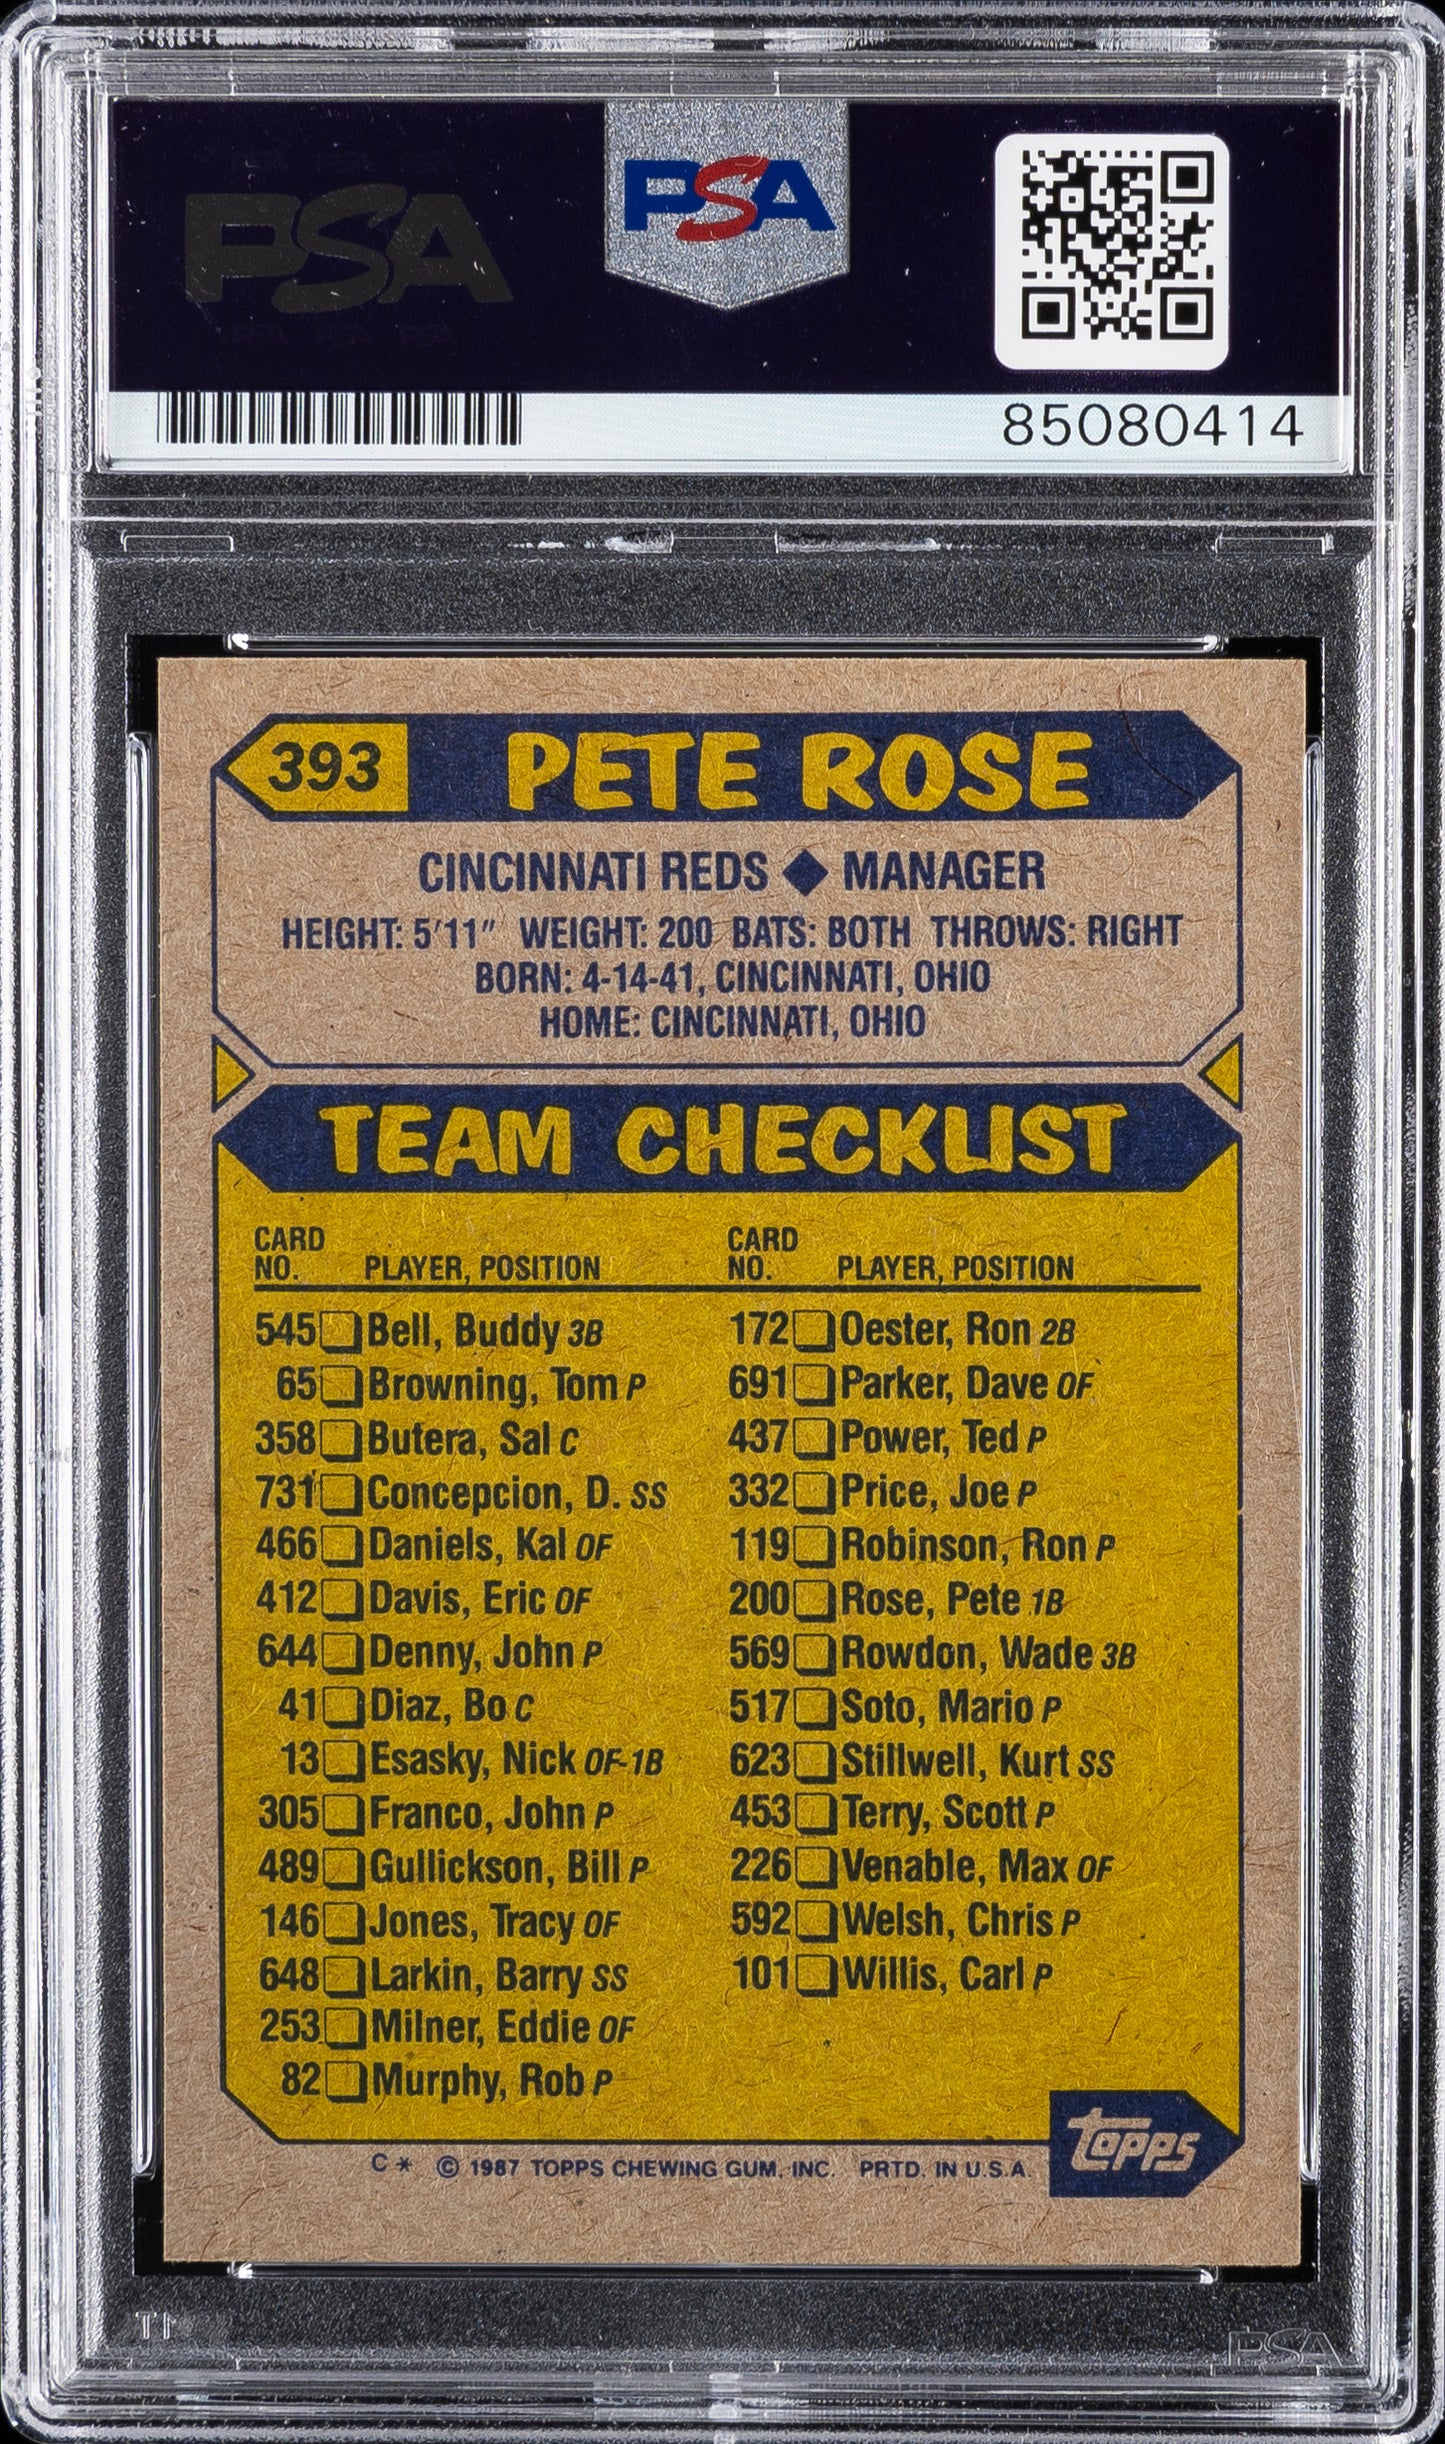 PSA
PSA
85080414
393 PETE ROSE
CINCINNATI REDS ◆ MANAGER
HEIGHT: 5'11" WEIGHT: 200 BATS: BOTH THROWS: RIGHT
BORN: 4-14-41, CINCINNATI, OHIO
HOME: CINCINNATI, OHIO
TEAM CHECKLIST
CARD
NO. PLAYER, POSITION
545 Bell, Buddy 3B
65 Browning, Tom P
358 Butera, Sal C
731 Concepcion, D. SS
466 Daniels, Kal OF
412 Davis, Eric OF
644 Denny, John P
41 Diaz, Bo C
13 Esasky, Nick OF-1B
305 Franco, John P
489 Gullickson, Bill P
146 Jones, Tracy OF
648 Larkin, Barry SS
253 Milner, Eddie OF
82 Murphy, Rob P
CARD
NO. PLAYER, POSITION
172 Oester, Ron 2B
691 Parker, Dave OF
437 Power, Ted P
332 Price, Joe P
119 Robinson, Ron P
200 Rose, Pete 1B
569 Rowdon, Wade 3B
517 Soto, Mario P
623 Stillwell, Kurt SS
453 Terry, Scott P
226 Venable, Max OF
592 Welsh, Chris P
101 Willis, Carl P
topps
C* © 1987 TOPPS CHEWING GUM, INC. PRTD. IN U.S.A.
PSA